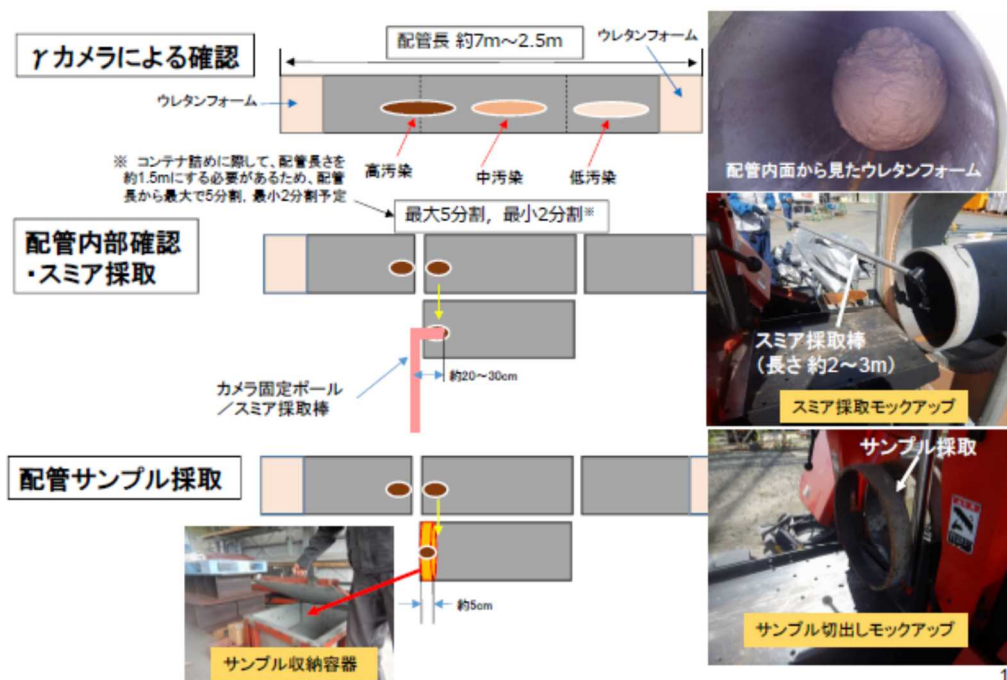 γカメラによる確認
配管長 約7m～2.5m
ウレタンフォーム
ウレタンフォーム
高汚染
中汚染
低汚染
配管内面から見たウレタンフォーム
※ コンテナ詰めに際して、配管長さを
約1.5mにする必要があるため、配管
長から最大で5分割，最小2分割予定
最大5分割，最小2分割※
配管内部確認
・スミア採取
約20～30cm
カメラ固定ポール
／スミア採取棒
スミア採取棒
（長さ 約2～3m）
スミア採取モックアップ
配管サンプル採取
約5cm
サンプル収納容器
サンプル採取
サンプル切出しモックアップ